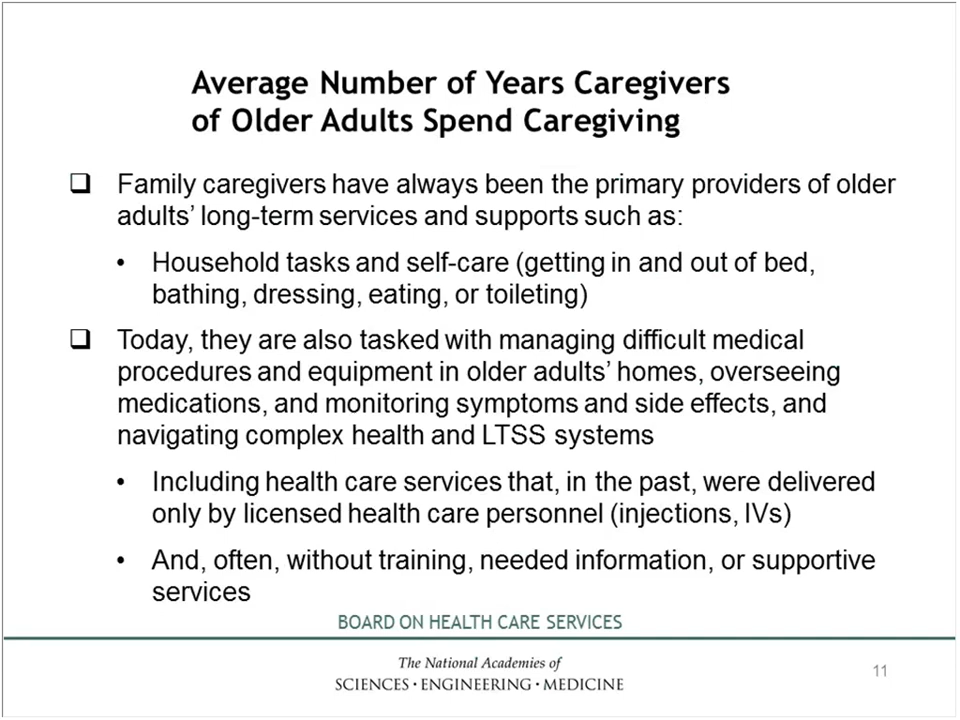 Average Number of Years Caregivers
of Older Adults Spend Caregiving
❑ Family caregivers have always been the primary providers of older
adults’ long-term services and supports such as:
• Household tasks and self-care (getting in and out of bed,
bathing, dressing, eating, or toileting)
❑ Today, they are also tasked with managing difficult medical
procedures and equipment in older adults’ homes, overseeing
medications, and monitoring symptoms and side effects, and
navigating complex health and LTSS systems
• Including health care services that, in the past, were delivered
only by licensed health care personnel (injections, IVs)
• And, often, without training, needed information, or supportive
services
BOARD ON HEALTH CARE SERVICES
The National Academies of
SCIENCES · ENGINEERING · MEDICINE
11